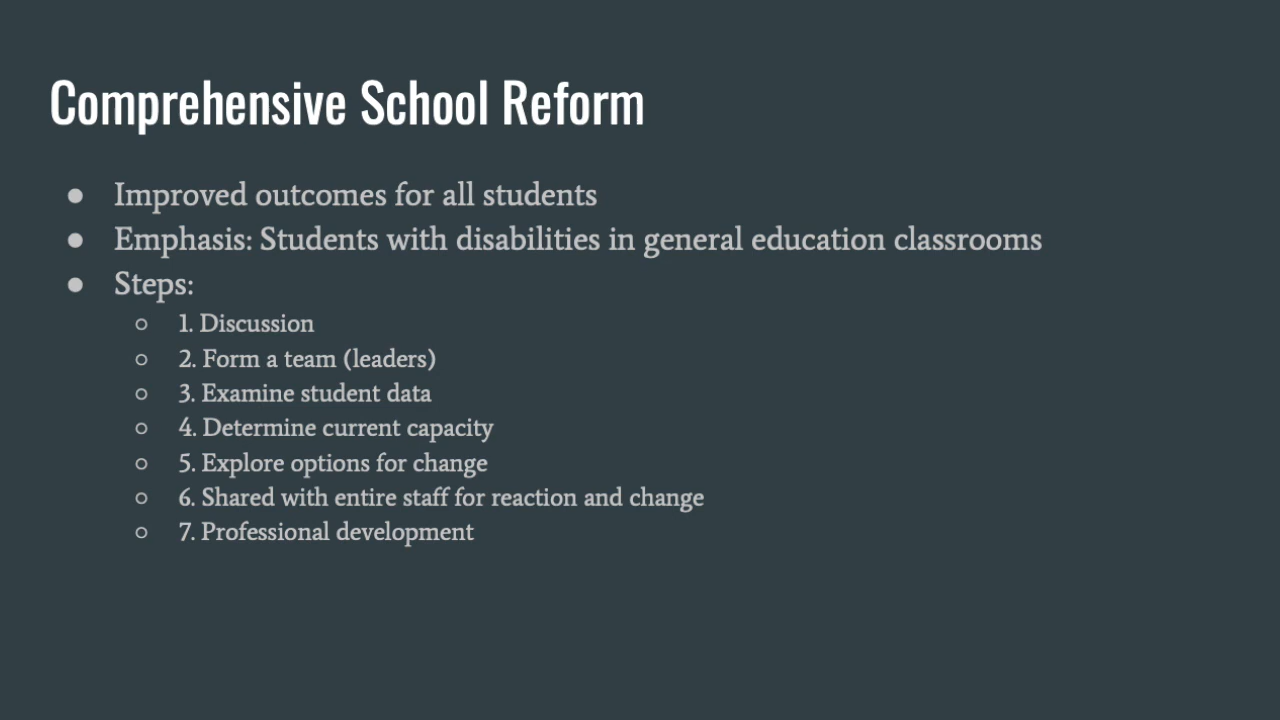 Comprehensive School Reform
● Improved outcomes for all students
● Emphasis: Students with disabilities in general education classrooms
● Steps:
○ 1. Discussion
○ 2. Form a team (leaders)
○ 3. Examine student data
○ 4. Determine current capacity
○ 5. Explore options for change
○ 6. Shared with entire staff for reaction and change
○ 7. Professional development